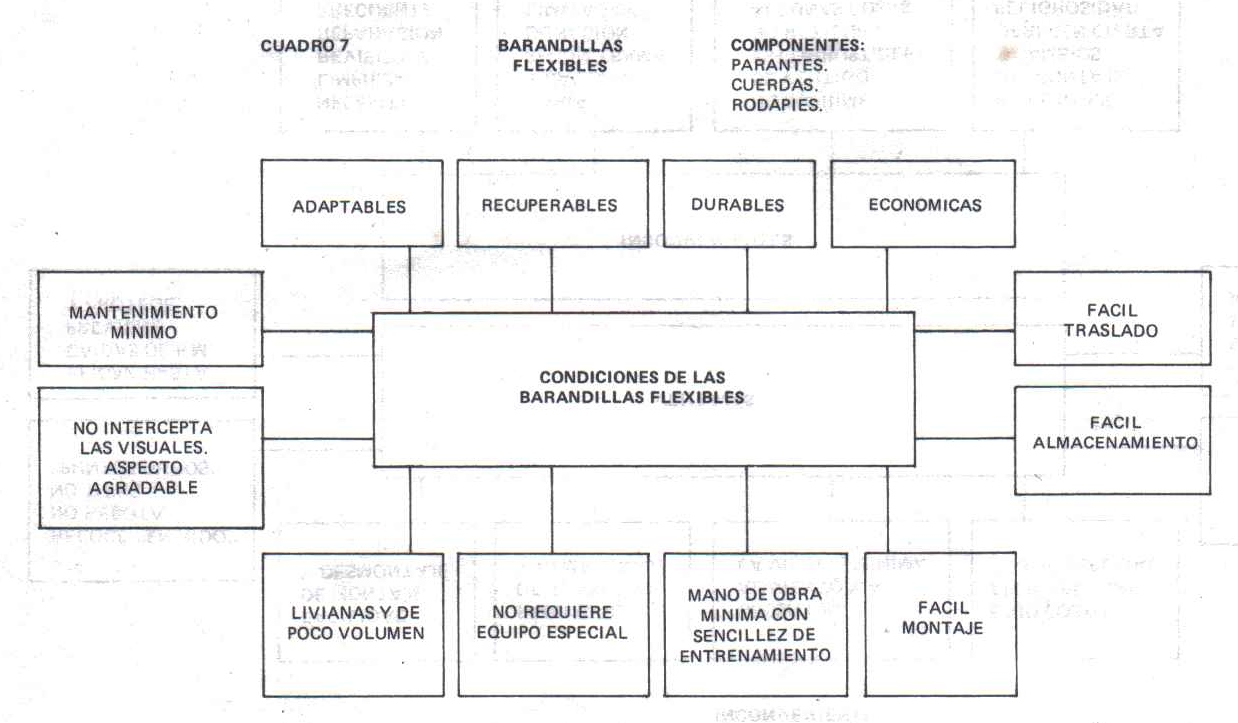 CUADRO 7
BARANDILLAS
FLEXIBLES
COMPONENTES:
PARANTES.
CUERDAS.
RODAPIES.
ADAPTABLES
RECUPERABLES
DURABLES
ECONOMICAS
MANTENIMIENTO
MINIMO
FACIL
TRASLADO
CONDICIONES DE LAS
BARANDILLAS FLEXIBLES
NO INTERCEPTA
LAS VISUALES.
ASPECTO
AGRADABLE
FACIL
ALMACENAMIENTO
LIVIANAS Y DE
POCO VOLUMEN
NO REQUIERE
EQUIPO ESPECIAL
MANO DE OBRA
MINIMA CON
SENCILLEZ DE
ENTRENAMIENTO
FACIL
MONTAJE